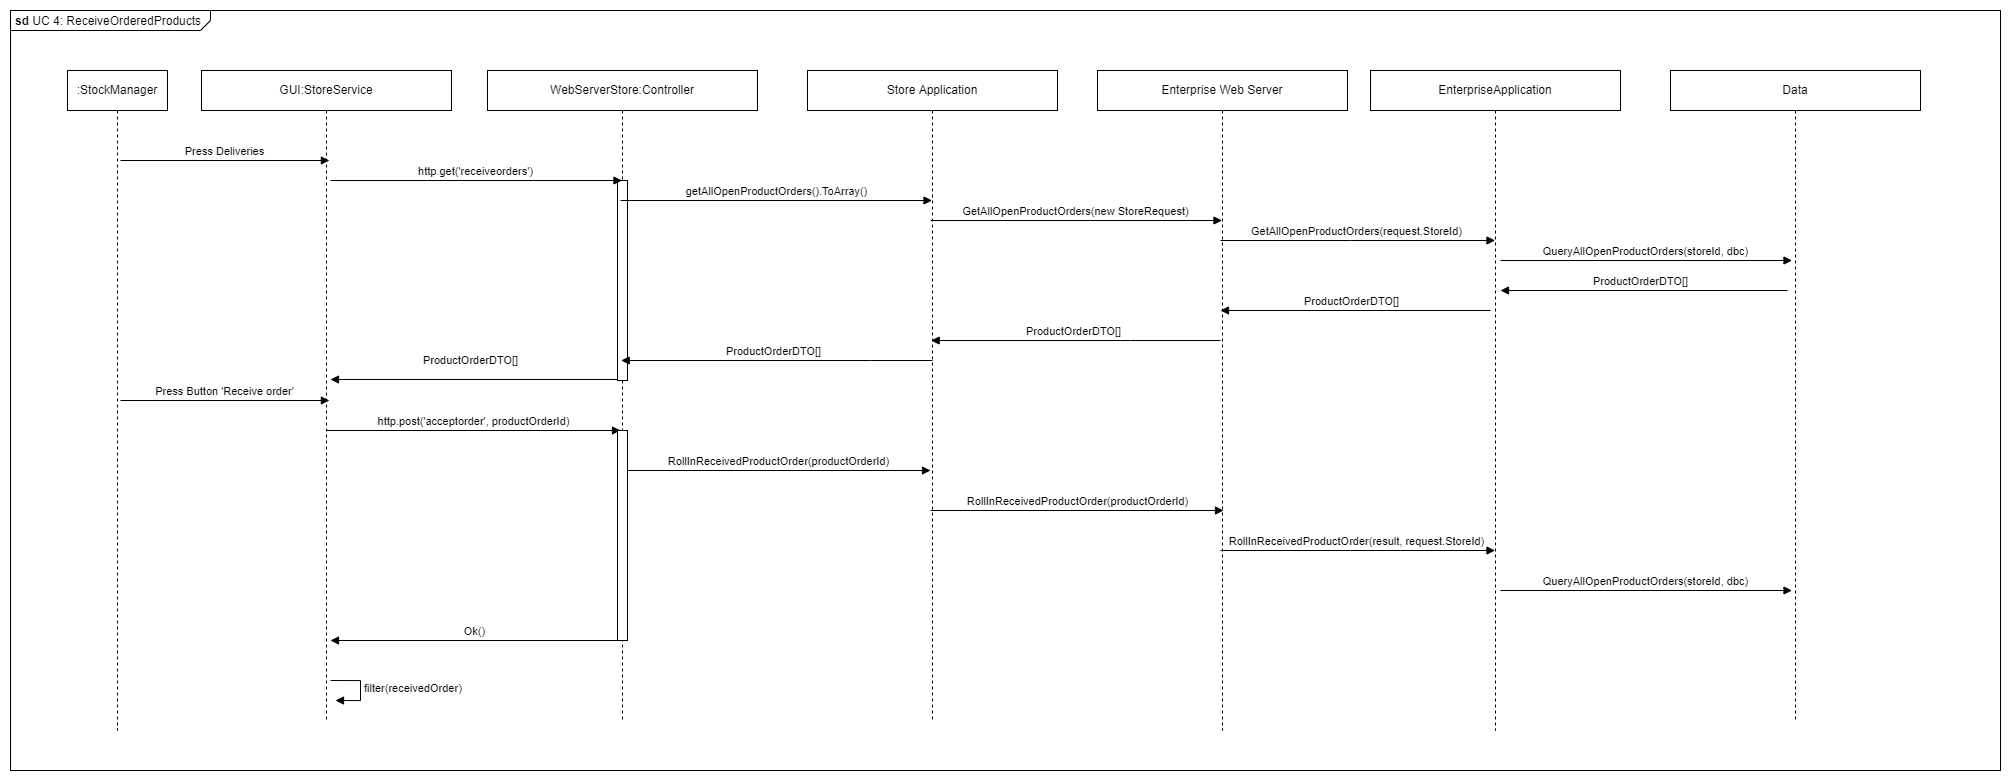 sd UC 4: ReceiveOrderedProducts
:StockManager
GUI:StoreService
WebServerStore:Controller
Store Application
Enterprise Web Server
EnterpriseApplication
Data
Press Deliveries
http.get('receiveorders')
getAllOpenProductOrders().ToArray()
GetAllOpenProductOrders(new StoreRequest)
GetAllOpenProductOrders(request.StoreId)
QueryAllOpenProductOrders(storeId, dbc)
ProductOrderDTO[]
ProductOrderDTO[]
ProductOrderDTO[]
ProductOrderDTO[]
ProductOrderDTO[]
Press Button 'Receive order'
http.post('acceptorder', productOrderId)
RollInReceivedProductOrder(productOrderId)
RollInReceivedProductOrder(productOrderId)
RollInReceivedProductOrder(result, request.StoreId)
QueryAllOpenProductOrders(storeId, dbc)
Ok()
filter(receivedOrder)